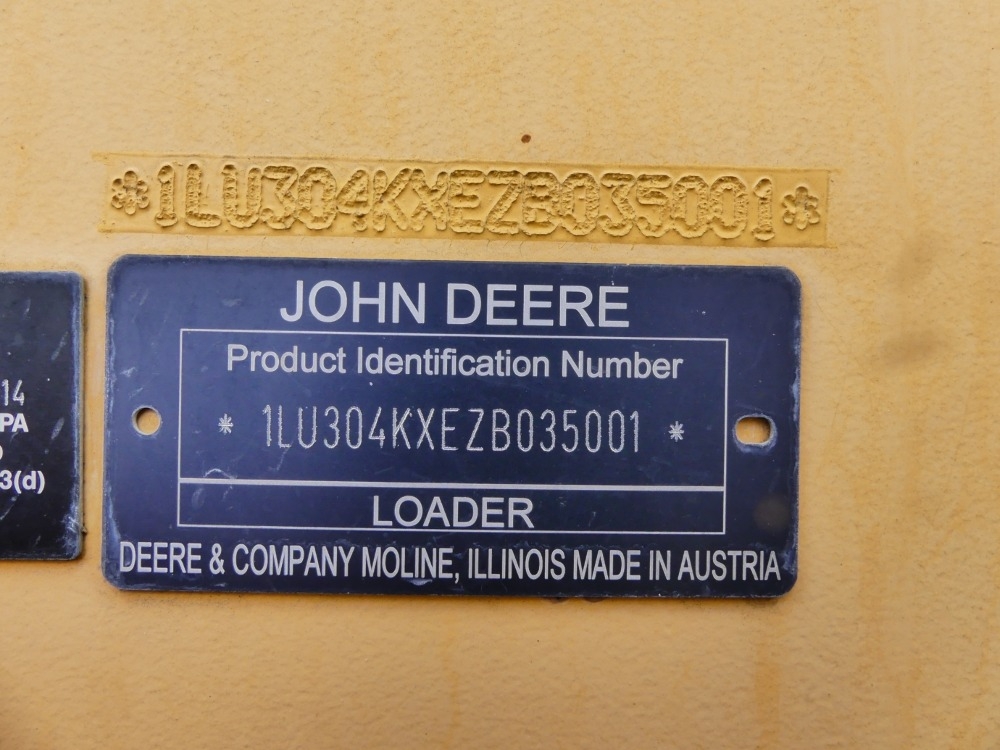 *1LU304KXEZB035001*
JOHN DEERE
Product Identification Number
* 1LU304KXEZB035001 *
LOADER
DEERE & COMPANY MOLINE, ILLINOIS MADE IN AUSTRIA
14
PA
3(d)